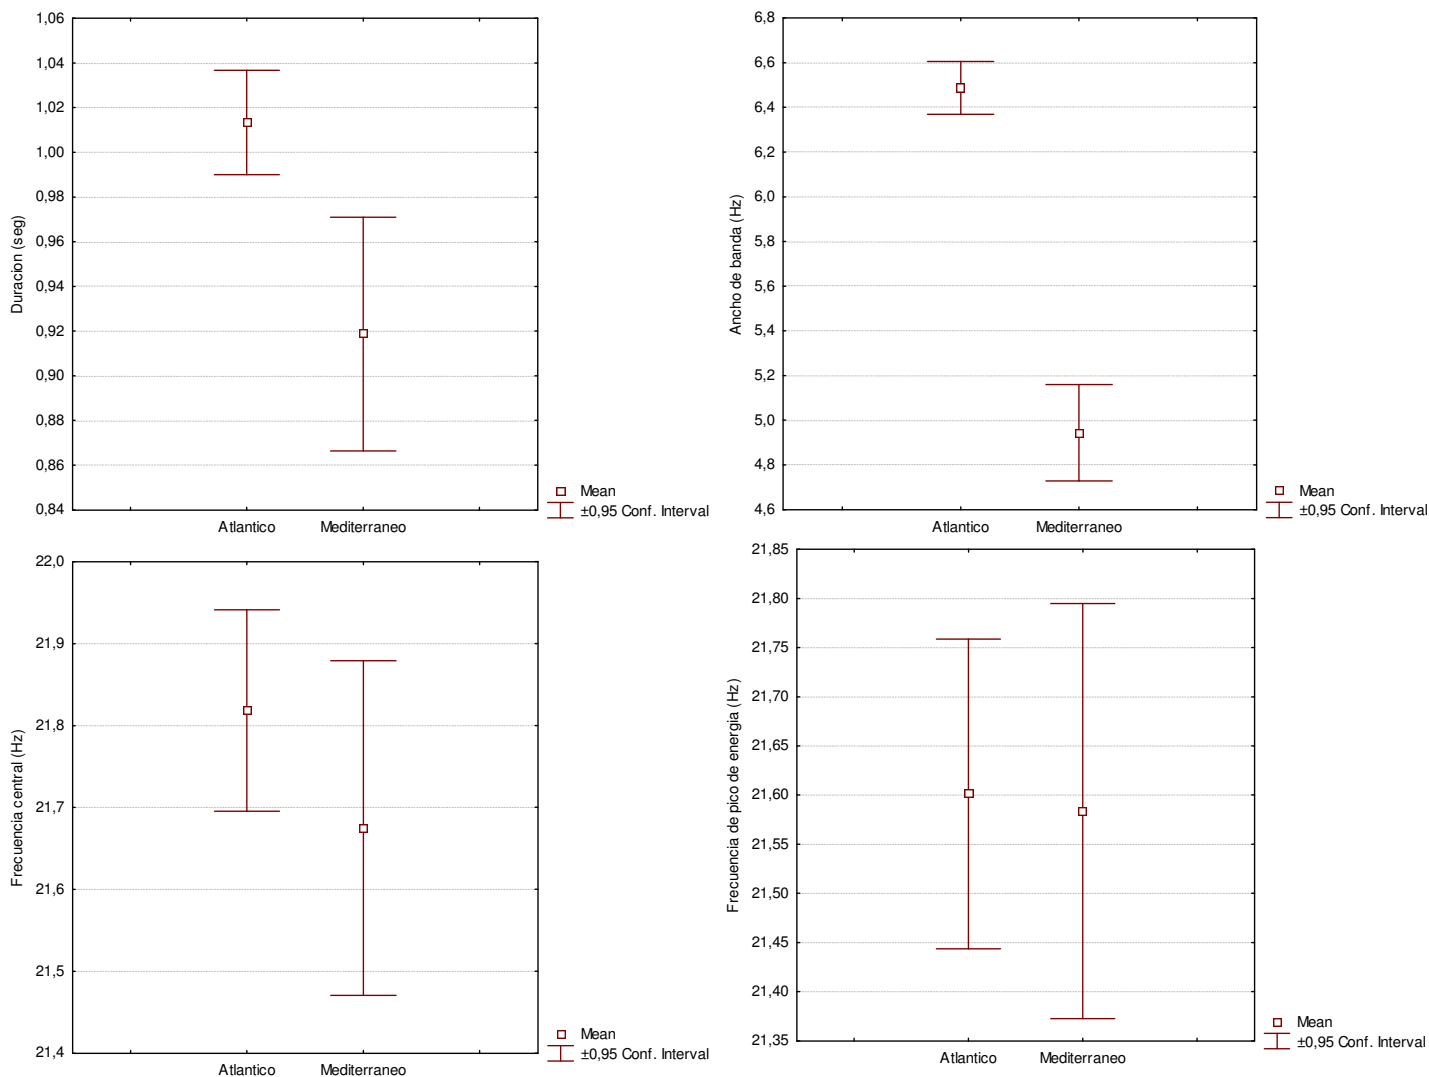 1,06
1,04
1,02
1,00
0,98
0,96
0,94
0,92
0,90
0,88
0,86
0,84
Duracion (seg)
Atlantico
Mediterraneo
Mean
±0,95 Conf. Interval
6,8
6,6
6,4
6,2
6,0
5,8
5,6
5,4
5,2
5,0
4,8
4,6
Ancho de banda (Hz)
Atlantico
Mediterraneo
Mean
±0,95 Conf. Interval
22,0
21,9
21,8
21,7
21,6
21,5
21,4
Frecuencia central (Hz)
Atlantico
Mediterraneo
Mean
±0,95 Conf. Interval
21,85
21,80
21,75
21,70
21,65
21,60
21,55
21,50
21,45
21,40
21,35
Frecuencia de pico de energia (Hz)
Atlantico
Mediterraneo
Mean
±0,95 Conf. Interval